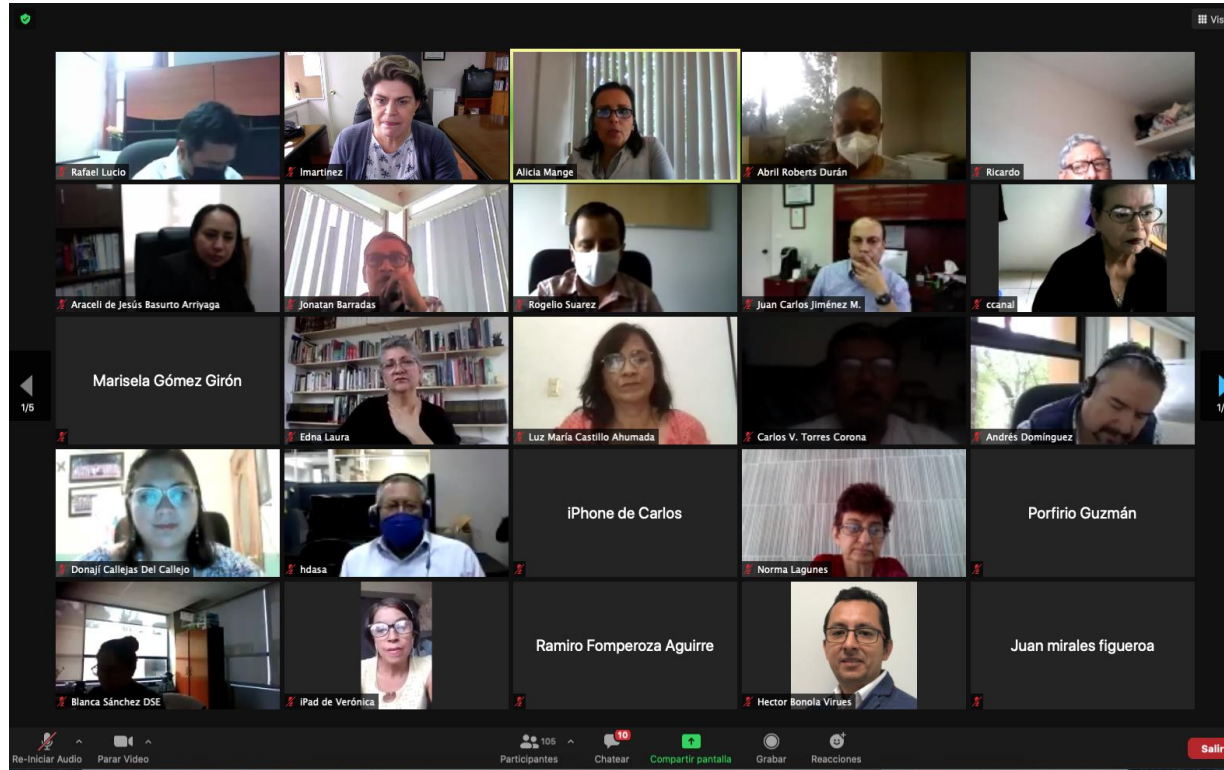 Vis
Rafael Lucio
lmartinez
Alicia Mange
Abril Roberts Durán
Ricardo
Araceli de Jesús Basurto Arriyaga
Jonatan Barradas
Rogelio Suarez
Juan Carlos Jiménez M.
ccanal
Marisela Gómez Girón
Edna Laura
Luz María Castillo Ahumada
Carlos V. Torres Corona
Andrés Domínguez
1/5
1/
Donají Callejas Del Callejo
hdasa
iPhone de Carlos
Norma Lagunes
Porfirio Guzmán
Blanca Sánchez DSE
iPad de Verónica
Ramiro Fomperoza Aguirre
Hector Bonola Virues
Juan mirales figueroa
Re-Iniciar Audio
Parar Video
105
Participantes
10
Chatear
Compartir pantalla
Grabar
Reacciones
Salir